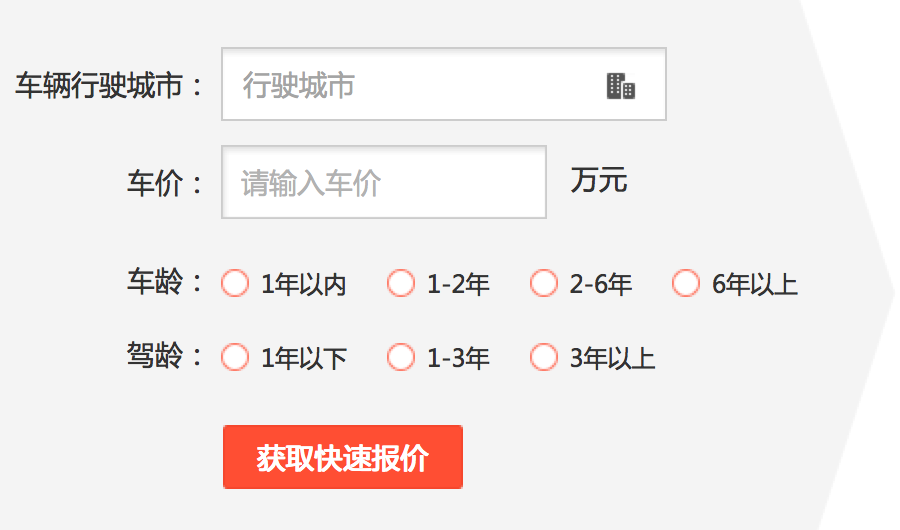 车辆行驶城市： 行驶城市
车价： 请输入车价 万元
车龄： 1年以内 1-2年 2-6年 6年以上
驾龄： 1年以下 1-3年 3年以上
获取快速报价